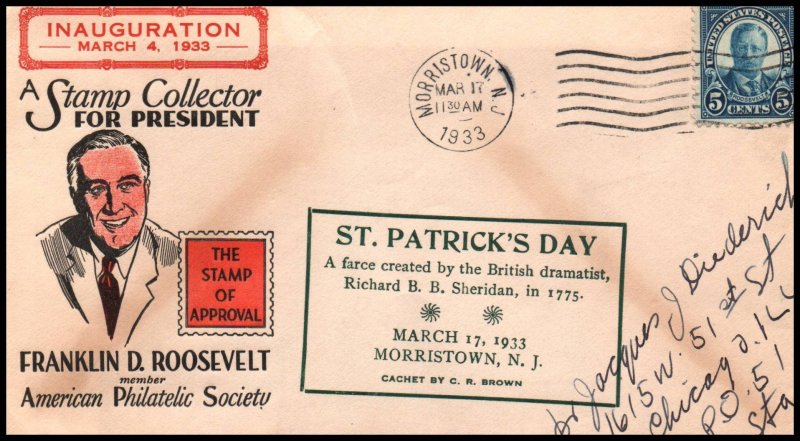 INAUGURATION
MARCH 4, 1933
A Stamp Collector
FOR PRESIDENT
THE
STAMP
OF
APPROVAL
FRANKLIN D. ROOSEVELT
member
American Philatelic Society
MORRISTOWN, N.J.
MAR 17
11 30 AM
1933
UNITED STATES POSTAGE
ROOSEVELT
5 CENTS 5
ST. PATRICK'S DAY
A farce created by the British dramatist,
Richard B. B. Sheridan, in 1775.
MARCH 17, 1933
MORRISTOWN, N. J.
CACHET BY C. R. BROWN
Jacques J Diederich
1615 W. 51st St
Chicago. Ill
P.O. 51
Sta